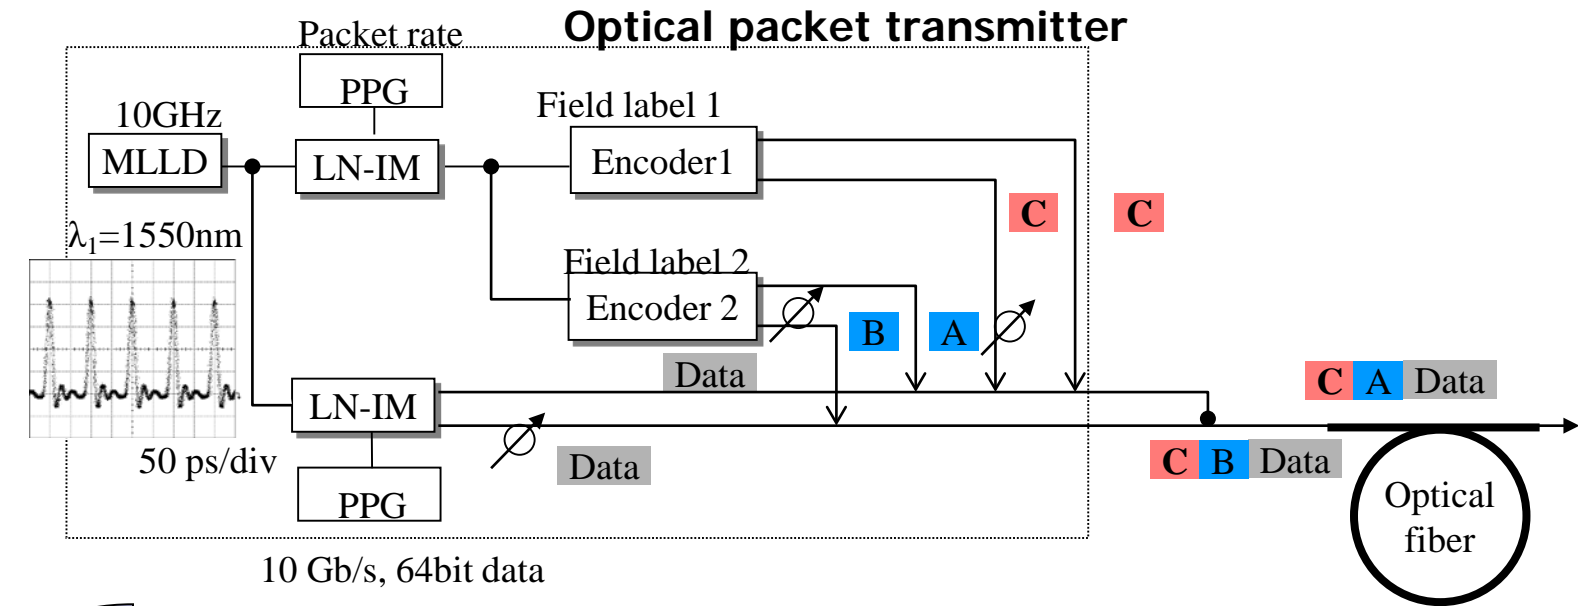 Optical packet transmitter
Packet rate
PPG
10GHz
MLLD
LN-IM
Field label 1
Encoder1
C
C
λ₁=1550nm
Field label 2
Encoder 2
B
A
Data
C A Data
LN-IM
50 ps/div
Data
C B Data
PPG
Optical
fiber
10 Gb/s, 64bit data